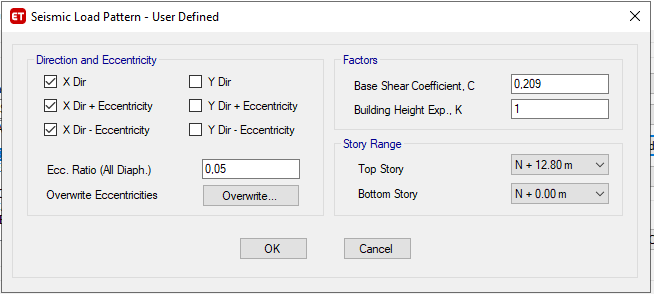 ET Seismic Load Pattern - User Defined
Direction and Eccentricity
X Dir Y Dir
X Dir + Eccentricity Y Dir + Eccentricity
X Dir - Eccentricity Y Dir - Eccentricity
Ecc. Ratio (All Diaph.) 0,05
Overwrite Eccentricities Overwrite...
Factors
Base Shear Coefficient, C 0,209
Building Height Exp., K 1
Story Range
Top Story N + 12.80 m
Bottom Story N + 0.00 m
OK Cancel